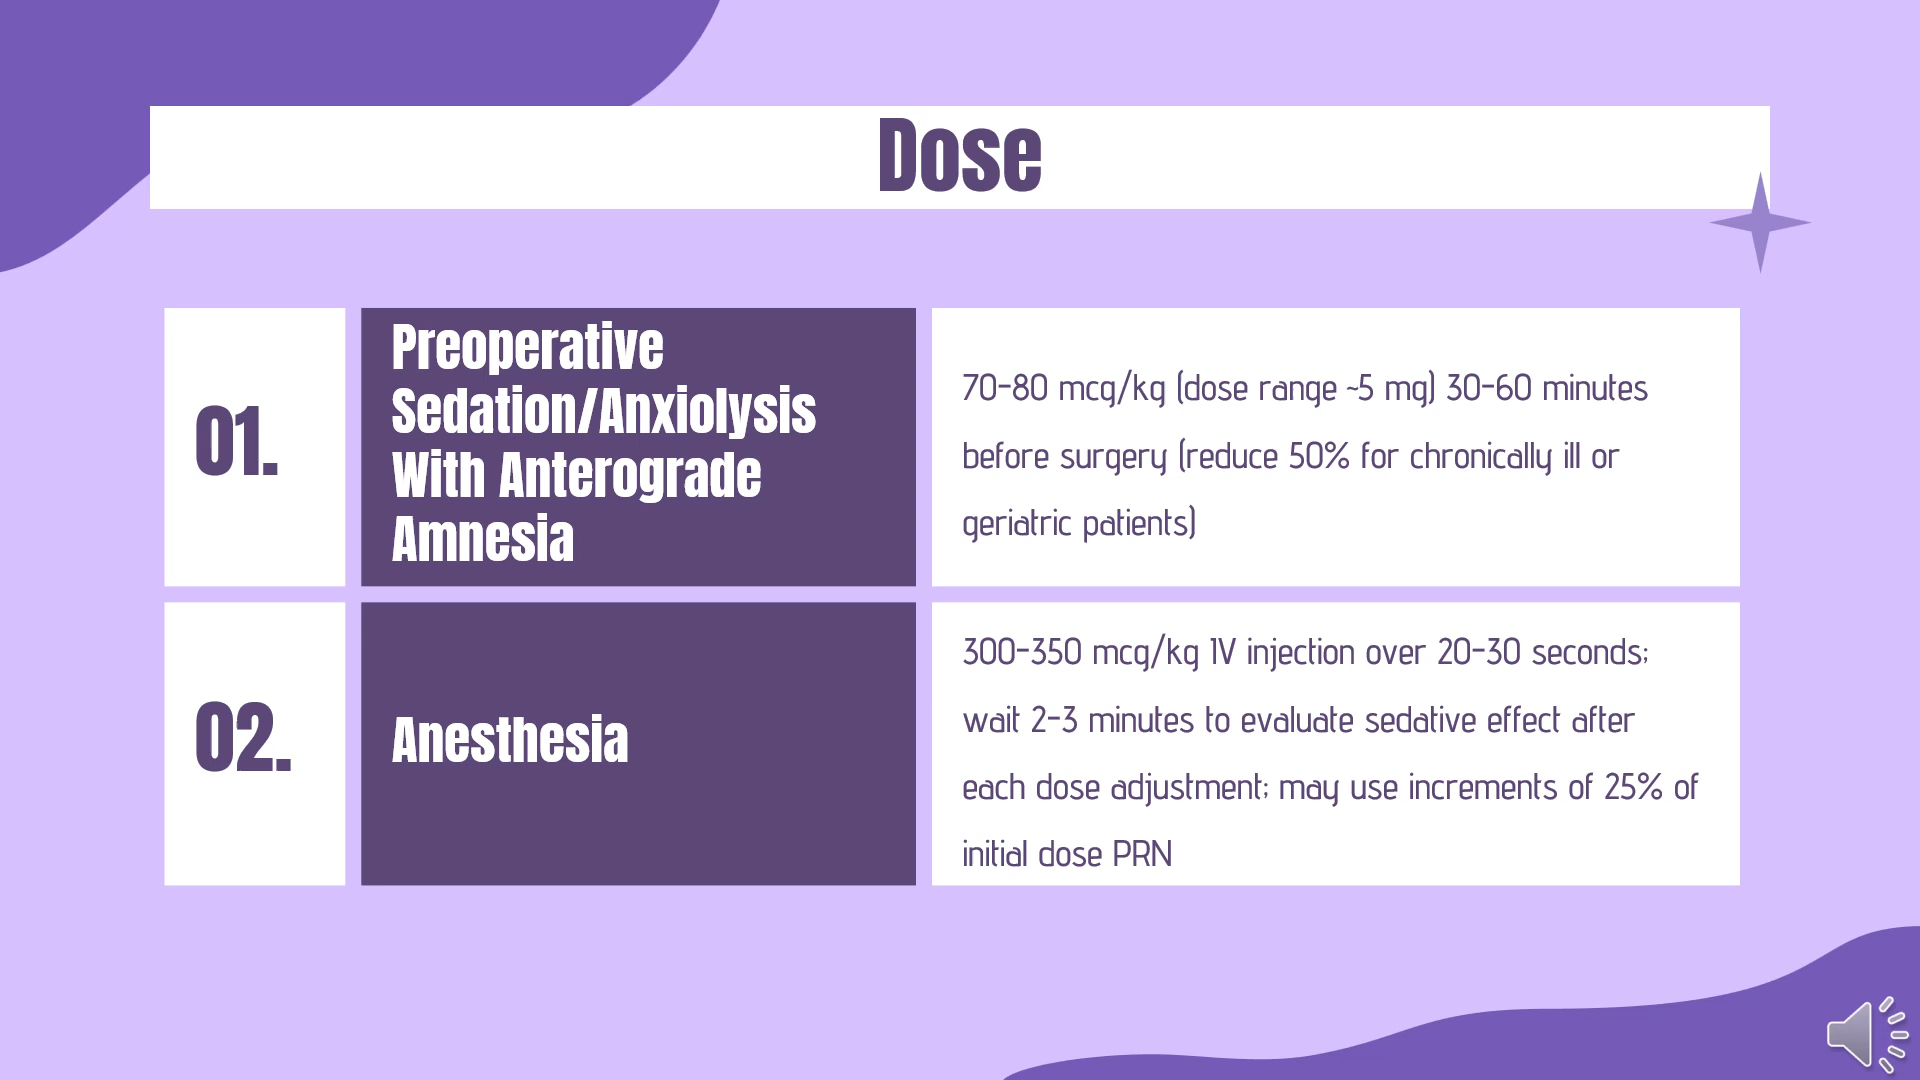 Dose
01.
Preoperative
Sedation/Anxiolysis
With Anterograde
Amnesia
70-80 mcg/kg (dose range ~5 mg) 30-60 minutes
before surgery (reduce 50% for chronically ill or
geriatric patients)
02.
Anesthesia
300-350 mcg/kg IV injection over 20-30 seconds;
wait 2-3 minutes to evaluate sedative effect after
each dose adjustment; may use increments of 25% of
initial dose PRN